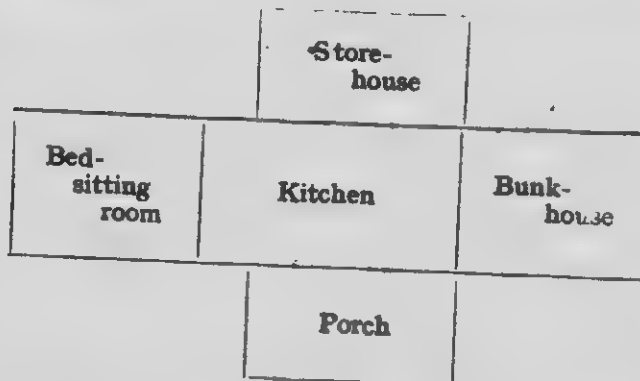 Store-
house
Bed-
sitting
room
Kitchen
Bunk-
house
Porch